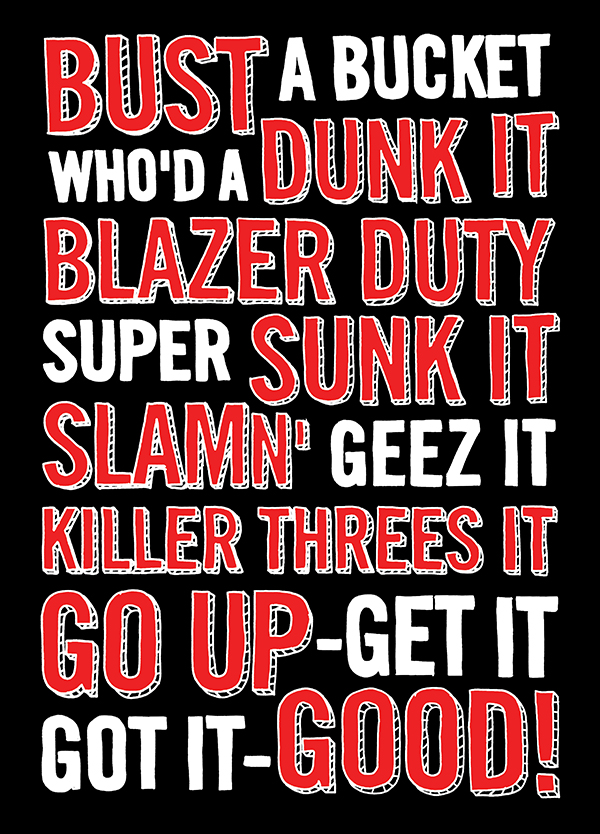 BUST A BUCKET
WHO'D A DUNK IT
BLAZER DUTY
SUPER SUNK IT
SLAMN' GEEZ IT
KILLER THREES IT
GO UP-GET IT
GOT IT-GOOD!